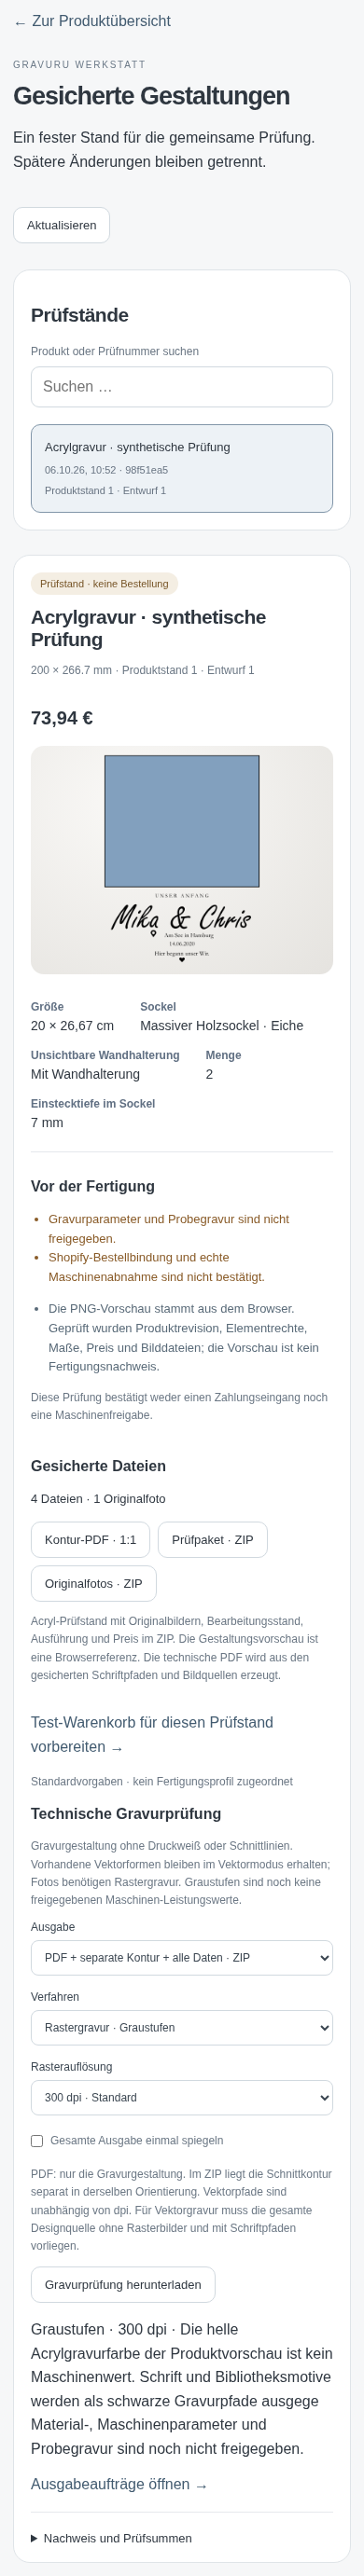 ← Zur Produktübersicht
GRAVURU WERKSTATT
Gesicherte Gestaltungen
Ein fester Stand für die gemeinsame Prüfung.
Spätere Änderungen bleiben getrennt.
Aktualisieren
Prüfstände
Produkt oder Prüfnummer suchen
Suchen …
Acrylgravur · synthetische Prüfung
06.10.26, 10:52 · 98f51ea5
Produktstand 1 · Entwurf 1
Prüfstand · keine Bestellung
Acrylgravur · synthetische
Prüfung
200 × 266.7 mm · Produktstand 1 · Entwurf 1
73,94 €
UNSER ANFANG
Mika & Chris
Am See in Hamburg
14.06.2020
Hier begann unser Wir.
Größe
20 × 26,67 cm
Sockel
Massiver Holzsockel · Eiche
Unsichtbare Wandhalterung
Mit Wandhalterung
Menge
2
Einstecktiefe im Sockel
7 mm
Vor der Fertigung
• Gravurparameter und Probegravur sind nicht
freigegeben.
• Shopify-Bestellbindung und echte
Maschinenabnahme sind nicht bestätigt.
• Die PNG-Vorschau stammt aus dem Browser.
Geprüft wurden Produktrevision, Elementrechte,
Maße, Preis und Bilddateien; die Vorschau ist kein
Fertigungsnachweis.
Diese Prüfung bestätigt weder einen Zahlungseingang noch
eine Maschinenfreigabe.
Gesicherte Dateien
4 Dateien · 1 Originalfoto
Kontur-PDF · 1:1
Prüfpaket · ZIP
Originalfotos · ZIP
Acryl-Prüfstand mit Originalbildern, Bearbeitungsstand,
Ausführung und Preis im ZIP. Die Gestaltungsvorschau ist
eine Browserreferenz. Die technische PDF wird aus den
gesicherten Schriftpfaden und Bildquellen erzeugt.
Test-Warenkorb für diesen Prüfstand
vorbereiten →
Standardvorgaben · kein Fertigungsprofil zugeordnet
Technische Gravurprüfung
Gravurgestaltung ohne Druckweiß oder Schnittlinien.
Vorhandene Vektorformen bleiben im Vektormodus erhalten;
Fotos benötigen Rastergravur. Graustufen sind noch keine
freigegebenen Maschinen-Leistungswerte.
Ausgabe
PDF + separate Kontur + alle Daten · ZIP
Verfahren
Rastergravur · Graustufen
Rasterauflösung
300 dpi · Standard
Gesamte Ausgabe einmal spiegeln
PDF: nur die Gravurgestaltung. Im ZIP liegt die Schnittkontur
separat in derselben Orientierung. Vektorpfade sind
unabhängig von dpi. Für Vektorgravur muss die gesamte
Designquelle ohne Rasterbilder und mit Schriftpfaden
vorliegen.
Gravurprüfung herunterladen
Graustufen · 300 dpi · Die helle
Acrylgravurfarbe der Produktvorschau ist kein
Maschinenwert. Schrift und Bibliotheksmotive
werden als schwarze Gravurpfade ausgege
Material-, Maschinenparameter und
Probegravur sind noch nicht freigegeben.
Ausgabeaufträge öffnen →
Nachweis und Prüfsummen